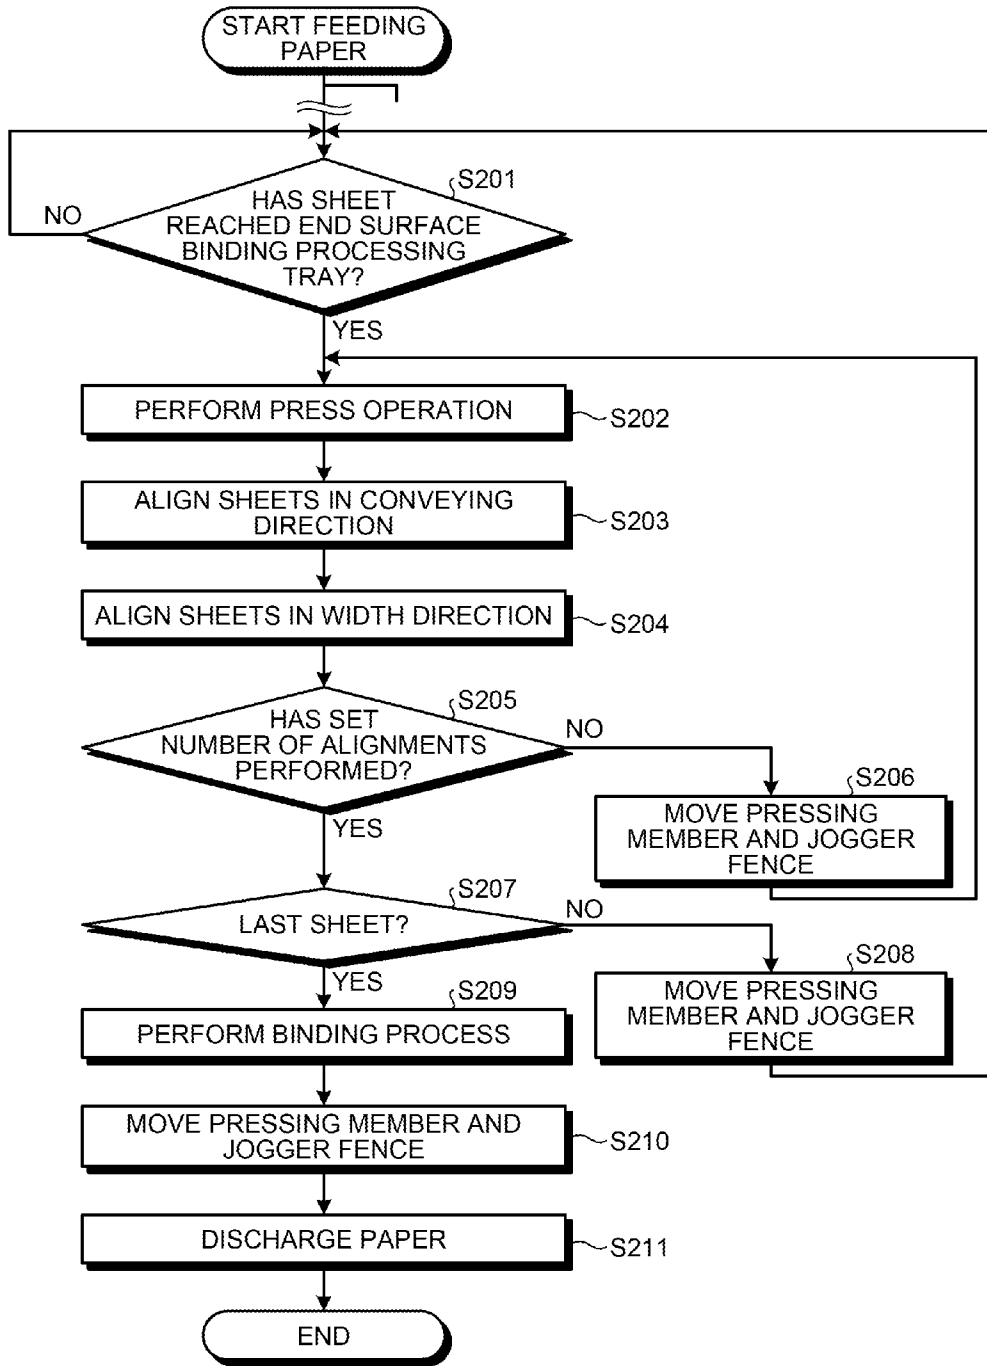 START FEEDING
PAPER
S201
HAS SHEET
REACHED END SURFACE
BINDING PROCESSING
TRAY?
NO
YES
PERFORM PRESS OPERATION
S202
ALIGN SHEETS IN CONVEYING
DIRECTION
S203
ALIGN SHEETS IN WIDTH DIRECTION
S204
S205
HAS SET
NUMBER OF ALIGNMENTS
PERFORMED?
NO
YES
S206
MOVE PRESSING
MEMBER AND JOGGER
FENCE
S207
LAST SHEET?
NO
YES
S208
MOVE PRESSING
MEMBER AND JOGGER
FENCE
S209
PERFORM BINDING PROCESS
MOVE PRESSING MEMBER AND
JOGGER FENCE
S210
DISCHARGE PAPER
S211
END